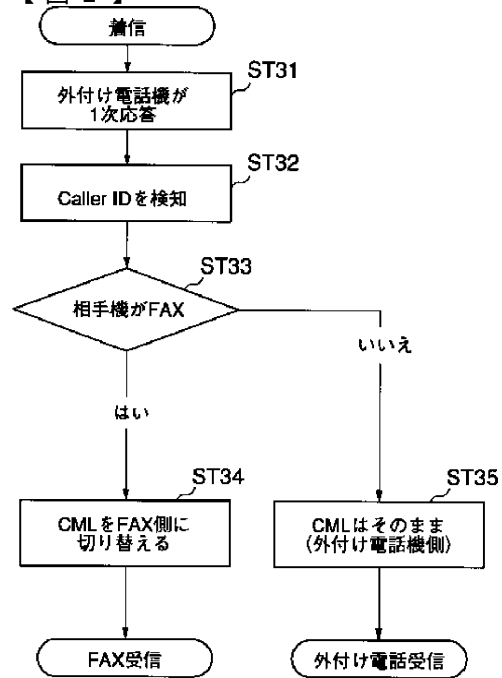 着信
ST31
外付け電話機が
1次応答
ST32
Caller IDを検知
ST33
相手機がFAX
いいえ
はい
ST34
CMLをFAX側に
切り替える
ST35
CMLはそのまま
(外付け電話機側)
FAX受信
外付け電話受信